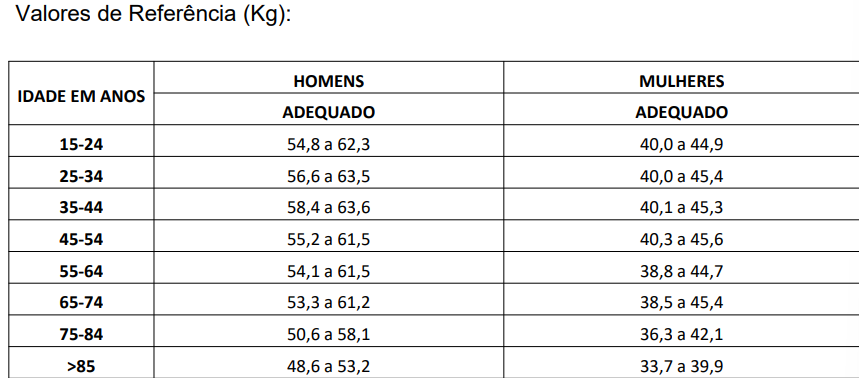 Valores de Referência (Kg):
IDADE EM ANOS HOMENS MULHERES
ADEQUADO ADEQUADO
15-24 54,8 a 62,3 40,0 a 44,9
25-34 56,6 a 63,5 40,0 a 45,4
35-44 58,4 a 63,6 40,1 a 45,3
45-54 55,2 a 61,5 40,3 a 45,6
55-64 54,1 a 61,5 38,8 a 44,7
65-74 53,3 a 61,2 38,5 a 45,4
75-84 50,6 a 58,1 36,3 a 42,1
>85 48,6 a 53,2 33,7 a 39,9